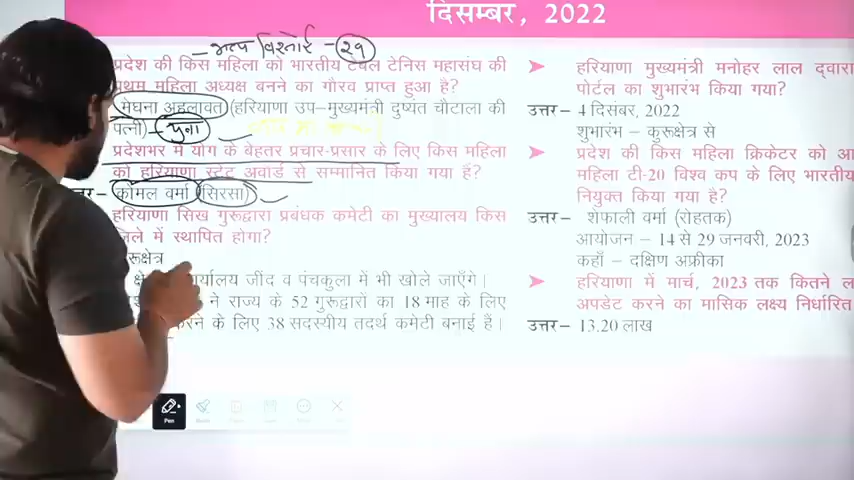 दिसम्बर, 2022
प्रदेश की किस महिला को भारतीय टेबल टेनिस महासंघ की
प्रथम महिला अध्यक्ष बनने का गौरव प्राप्त हुआ है?
मेघना अहलावत (हरियाणा उप–मुख्यमंत्री दुष्यंत चौटाला की
पत्नी)
प्रदेशभर में योग के बेहतर प्रचार-प्रसार के लिए किस महिला
को हरियाणा स्टेट अवार्ड से सम्मानित किया गया है?
कोमल वर्मा (सिरसा)
हरियाणा सिख गुरूद्वारा प्रबंधक कमेटी का मुख्यालय किस
जिले में स्थापित होगा?
रूक्षेत्र
जींद व पंचकुला में भी खोले जाएँगे।
ने राज्य के 52 गुरूद्वारों का 18 माह के लिए
करने के लिए 38 सदस्यीय तदर्थ कमेटी बनाई हैं।
Pen
➤ हरियाणा मुख्यमंत्री मनोहर लाल द्वारा
पोर्टल का शुभारंभ किया गया?
उत्तर– 4 दिसंबर, 2022
शुभारंभ – कुरूक्षेत्र से
➤ प्रदेश की किस महिला क्रिकेटर को आ
महिला टी-20 विश्व कप के लिए भारतीय
नियुक्त किया गया है?
उत्तर– शेफाली वर्मा (रोहतक)
आयोजन – 14 से 29 जनवरी, 2023
कहाँ – दक्षिण अफ्रीका
➤ हरियाणा में मार्च, 2023 तक कितने ल
अपडेट करने का मासिक लक्ष्य निर्धारित
उत्तर– 13.20 लाख